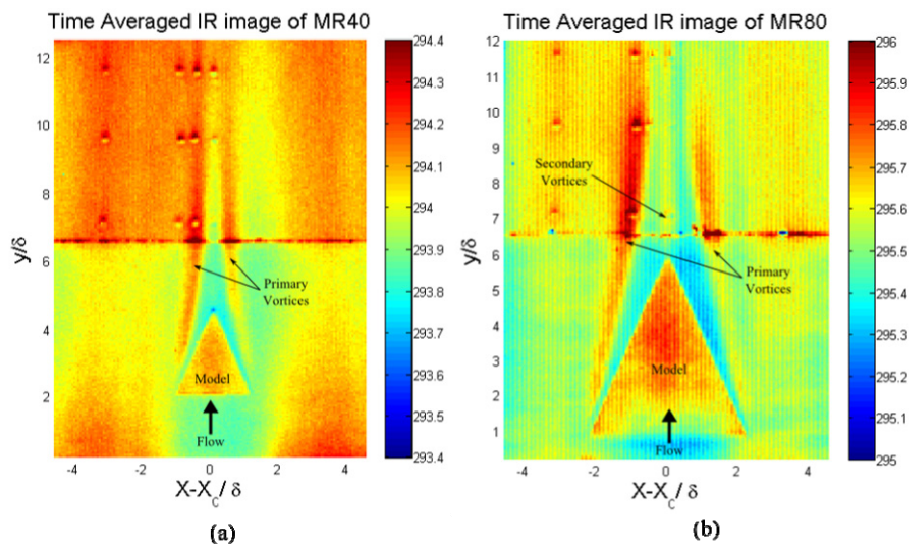 Time Averaged IR image of MR40
12
10
8
6
4
2
y/δ
-4
-2
0
2
4
X-X_C/ δ
294.4
294.3
294.2
294.1
294
293.9
293.8
293.7
293.6
293.5
293.4
Primary
Vortices
Model
Flow
(a)
Time Averaged IR image of MR80
12
11
10
9
8
7
6
5
4
3
2
1
y/δ
-4
-2
0
2
4
X-X_C/ δ
296
295.9
295.8
295.7
295.6
295.5
295.4
295.3
295.2
295.1
295
Secondary
Vortices
Primary
Vortices
Model
Flow
(b)